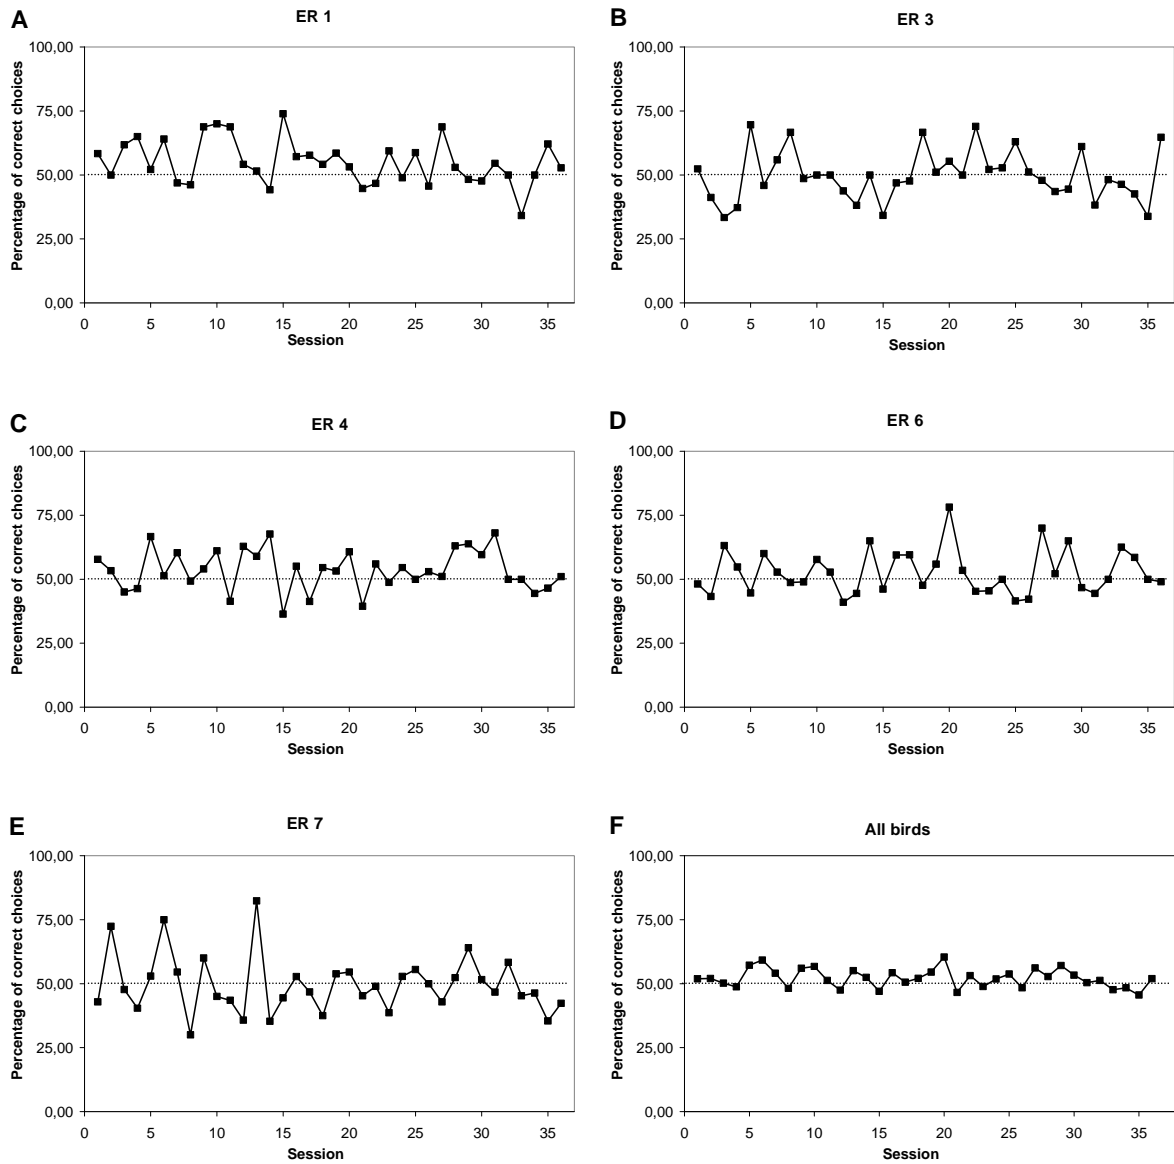 A
ER 1
Percentage of correct choices
100,00
75,00
50,00
25,00
0,00
0 5 10 15 20 25 30 35
Session
B
ER 3
Percentage of correct choices
100,00
75,00
50,00
25,00
0,00
0 5 10 15 20 25 30 35
Session
C
ER 4
Percentage of correct choices
100,00
75,00
50,00
25,00
0,00
0 5 10 15 20 25 30 35
Session
D
ER 6
Percentage of correct choices
100,00
75,00
50,00
25,00
0,00
0 5 10 15 20 25 30 35
Session
E
ER 7
Percentage of correct choices
100,00
75,00
50,00
25,00
0,00
0 5 10 15 20 25 30 35
Session
F
All birds
Percentage of correct choices
100,00
75,00
50,00
25,00
0,00
0 5 10 15 20 25 30 35
Session